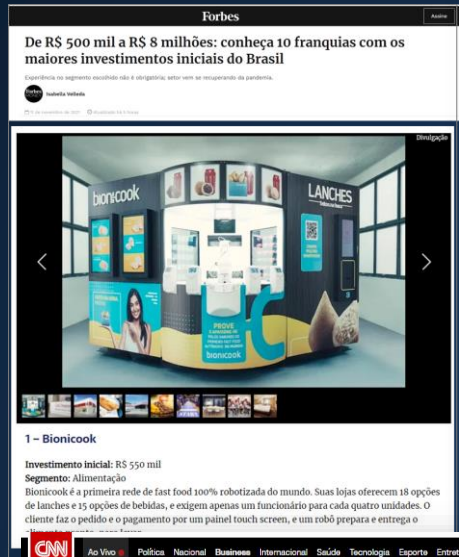 Forbes
Assine
De R$ 500 mil a R$ 8 milhões: conheça 10 franquias com os
maiores investimentos iniciais do Brasil
Experiência no segmento escolhido não é obrigatória; setor vem se recuperando da pandemia.
Isabella Velleda
Divulgação
bionicook
LANCHES
PROVE
bionicook
1 – Bionicook
Investimento inicial: R$ 550 mil
Segmento: Alimentação
Bionicook é a primeira rede de fast food 100% robotizada do mundo. Suas lojas oferecem 18 opções
de lanches e 15 opções de bebidas, e exigem apenas um funcionário para cada quatro unidades. O
cliente faz o pedido e o pagamento por um painel touch screen, e um robô prepara e entrega o
CNN
Ao Vivo Política Nacional Business Internacional Saúde Tecnologia Esporte Entret